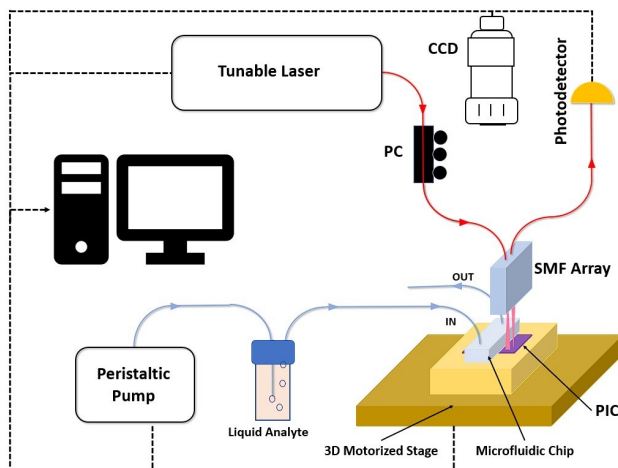 CCD
Tunable Laser
Photodetector
PC
SMF Array
OUT
IN
Peristaltic
Pump
PIC
Liquid Analyte
3D Motorized Stage
Microfluidic Chip